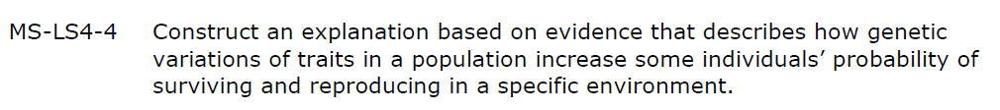 MS-LS4-4 Construct an explanation based on evidence that describes how genetic
variations of traits in a population increase some individuals’ probability of
surviving and reproducing in a specific environment.